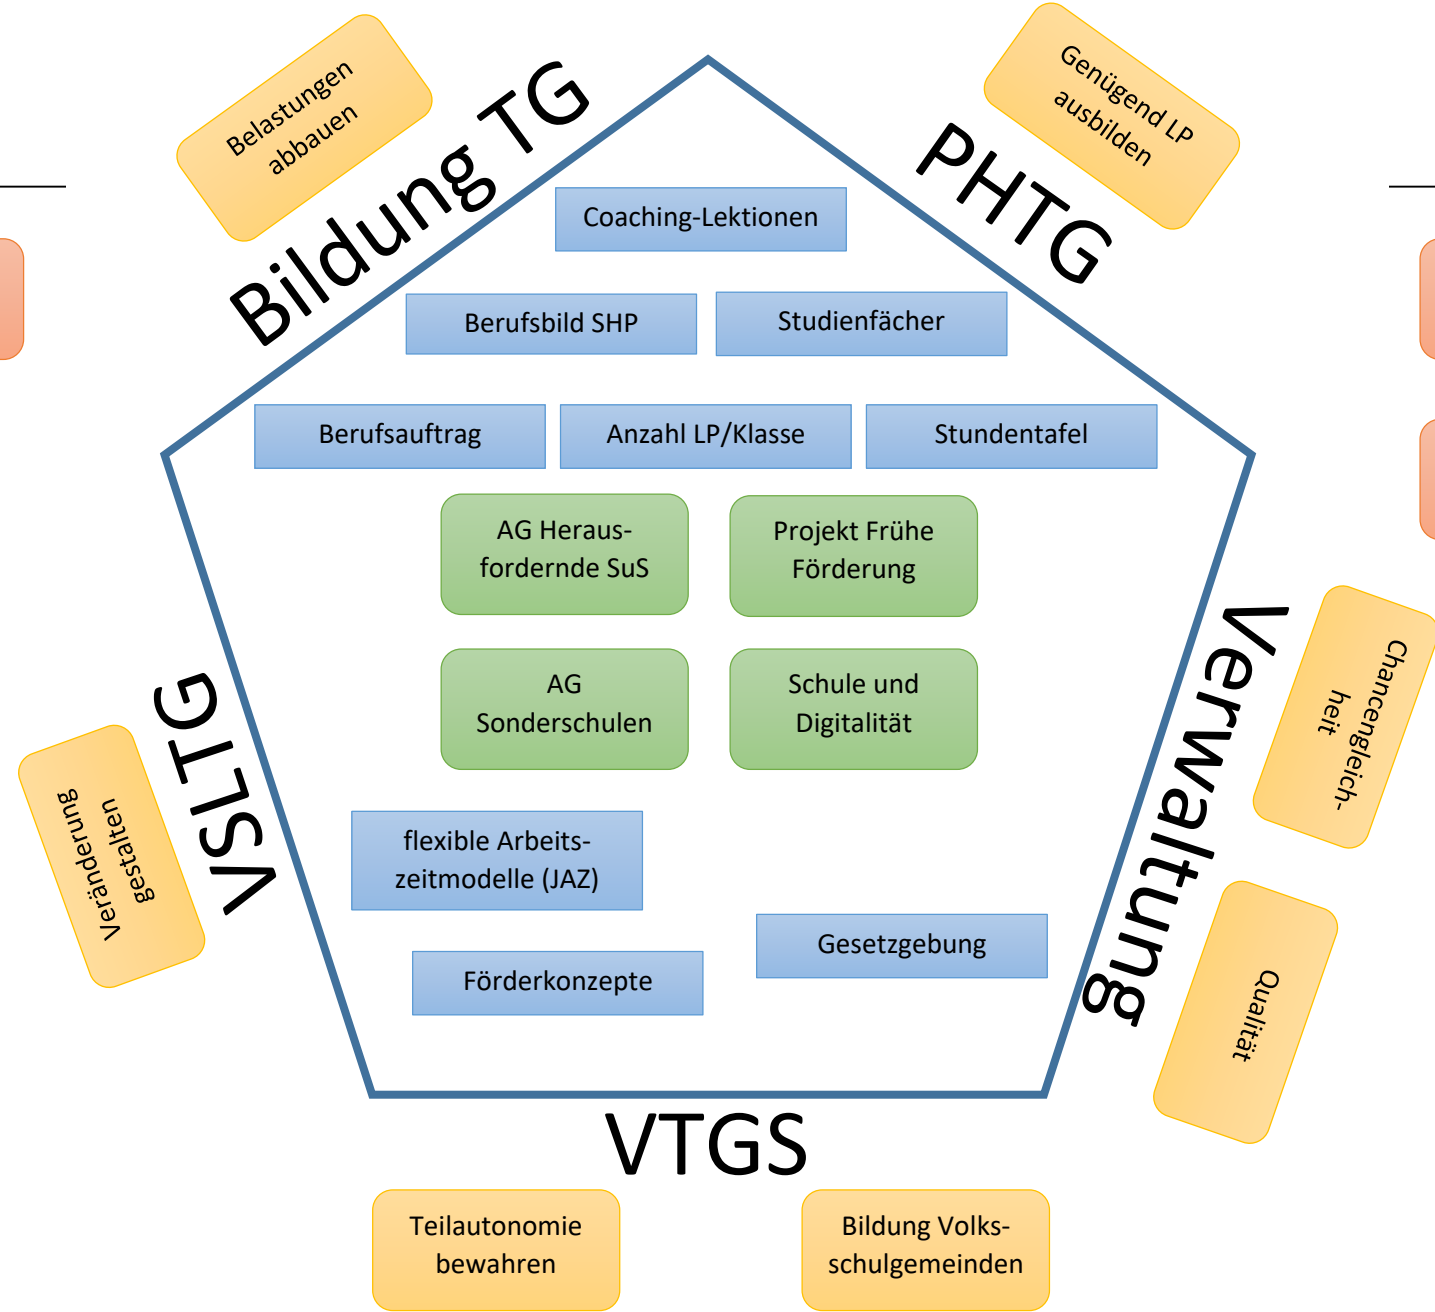 Belastungen
abbauen
Bildung TG
Genügend LP
ausbilden
PHTG
Coaching-Lektionen
Berufsbild SHP
Studienfächer
Berufsauftrag
Anzahl LP/Klasse
Stundentafel
AG Heraus-
fordernde SuS
Projekt Frühe
Förderung
AG
Sonderschulen
Schule und
Digitalität
VSLTG
Veränderung
gestalten
Verwaltung
Chancengleich-
heit
Qualität
flexible Arbeits-
zeitmodelle (JAZ)
Gesetzgebung
Förderkonzepte
VTGS
Teilautonomie
bewahren
Bildung Volks-
schulgemeinden